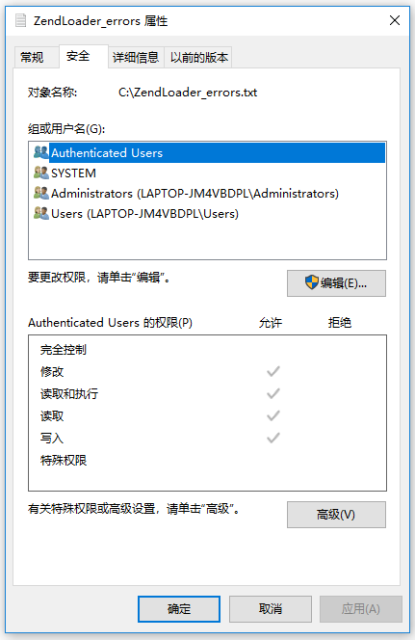 ZendLoader_errors 属性
常规 安全 详细信息 以前的版本
对象名称: C:\ZendLoader_errors.txt
组或用户名(G):
Authenticated Users
SYSTEM
Administrators (LAPTOP-JM4VBDPL\Administrators)
Users (LAPTOP-JM4VBDPL\Users)
要更改权限，请单击“编辑”。 编辑(E)...
Authenticated Users 的权限(P) 允许 拒绝
完全控制
修改
读取和执行
读取
写入
特殊权限
有关特殊权限或高级设置，请单击“高级”。 高级(V)
确定 取消 应用(A)